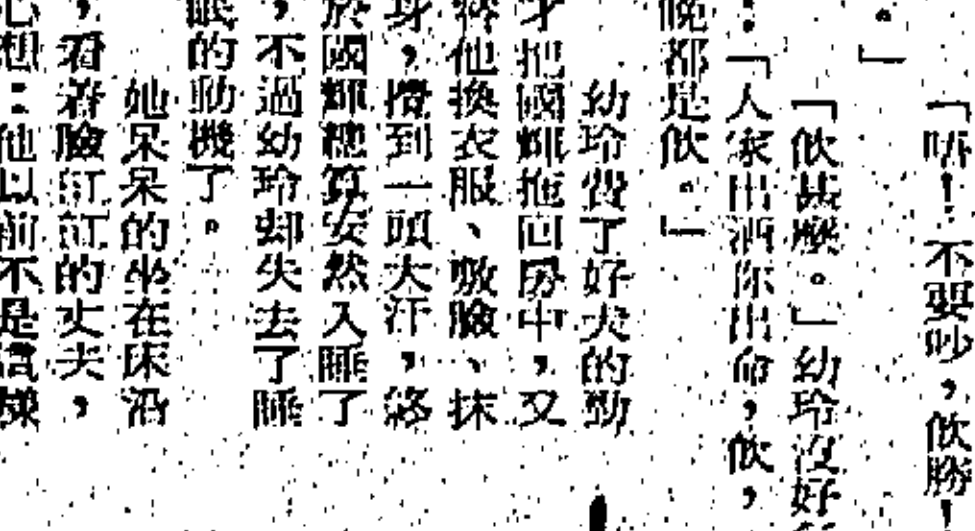 「唔！不要吵，飲勝！
。」
「飲甚麼。」幼玲沒好
：「人家出酒你出命，飲，
晚都是飲。」
幼玲費了好大的勁
才把國輝拖回房中，又
替他換衣服、敷臉、抹
身，攪到一頭大汗，終
於國輝總算安然入睡了
，不過幼玲卻失去了睡
眠的動機了。
她呆呆的坐在床沿
，看着臉紅紅的丈夫，
心想：他以前不是這樣